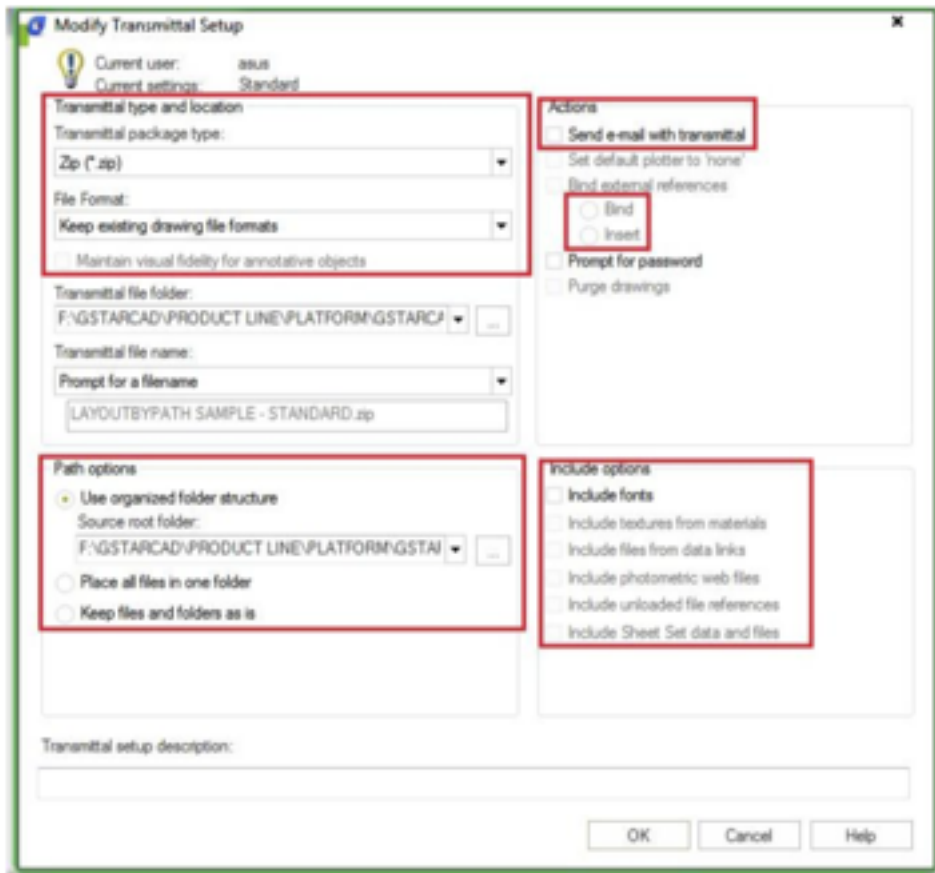 Modify Transmittal Setup
Current user: asus
Current settings: Standard
Transmittal type and location
Transmittal package type:
Zip (*.zip)
File Format:
Keep existing drawing file formats
Maintain visual fidelity for annotative objects
Transmittal file folder:
F:\GSTARCAD\PRODUCT LINE\PLATFORM\GSTARCA
...
Transmittal file name:
Prompt for a filename
LAYOUTBYPATH SAMPLE - STANDARD.zip
Actions
Send e-mail with transmittal
Set default plotter to 'none'
Bind external references
Bind
Insert
Prompt for password
Purge drawings
Path options
Use organized folder structure
Source root folder:
F:\GSTARCAD\PRODUCT LINE\PLATFORM\GSTAI
...
Place all files in one folder
Keep files and folders as is
Include options
Include fonts
Include textures from materials
Include files from data links
Include photometric web files
Include unloaded file references
Include Sheet Set data and files
Transmittal setup description:
OK
Cancel
Help